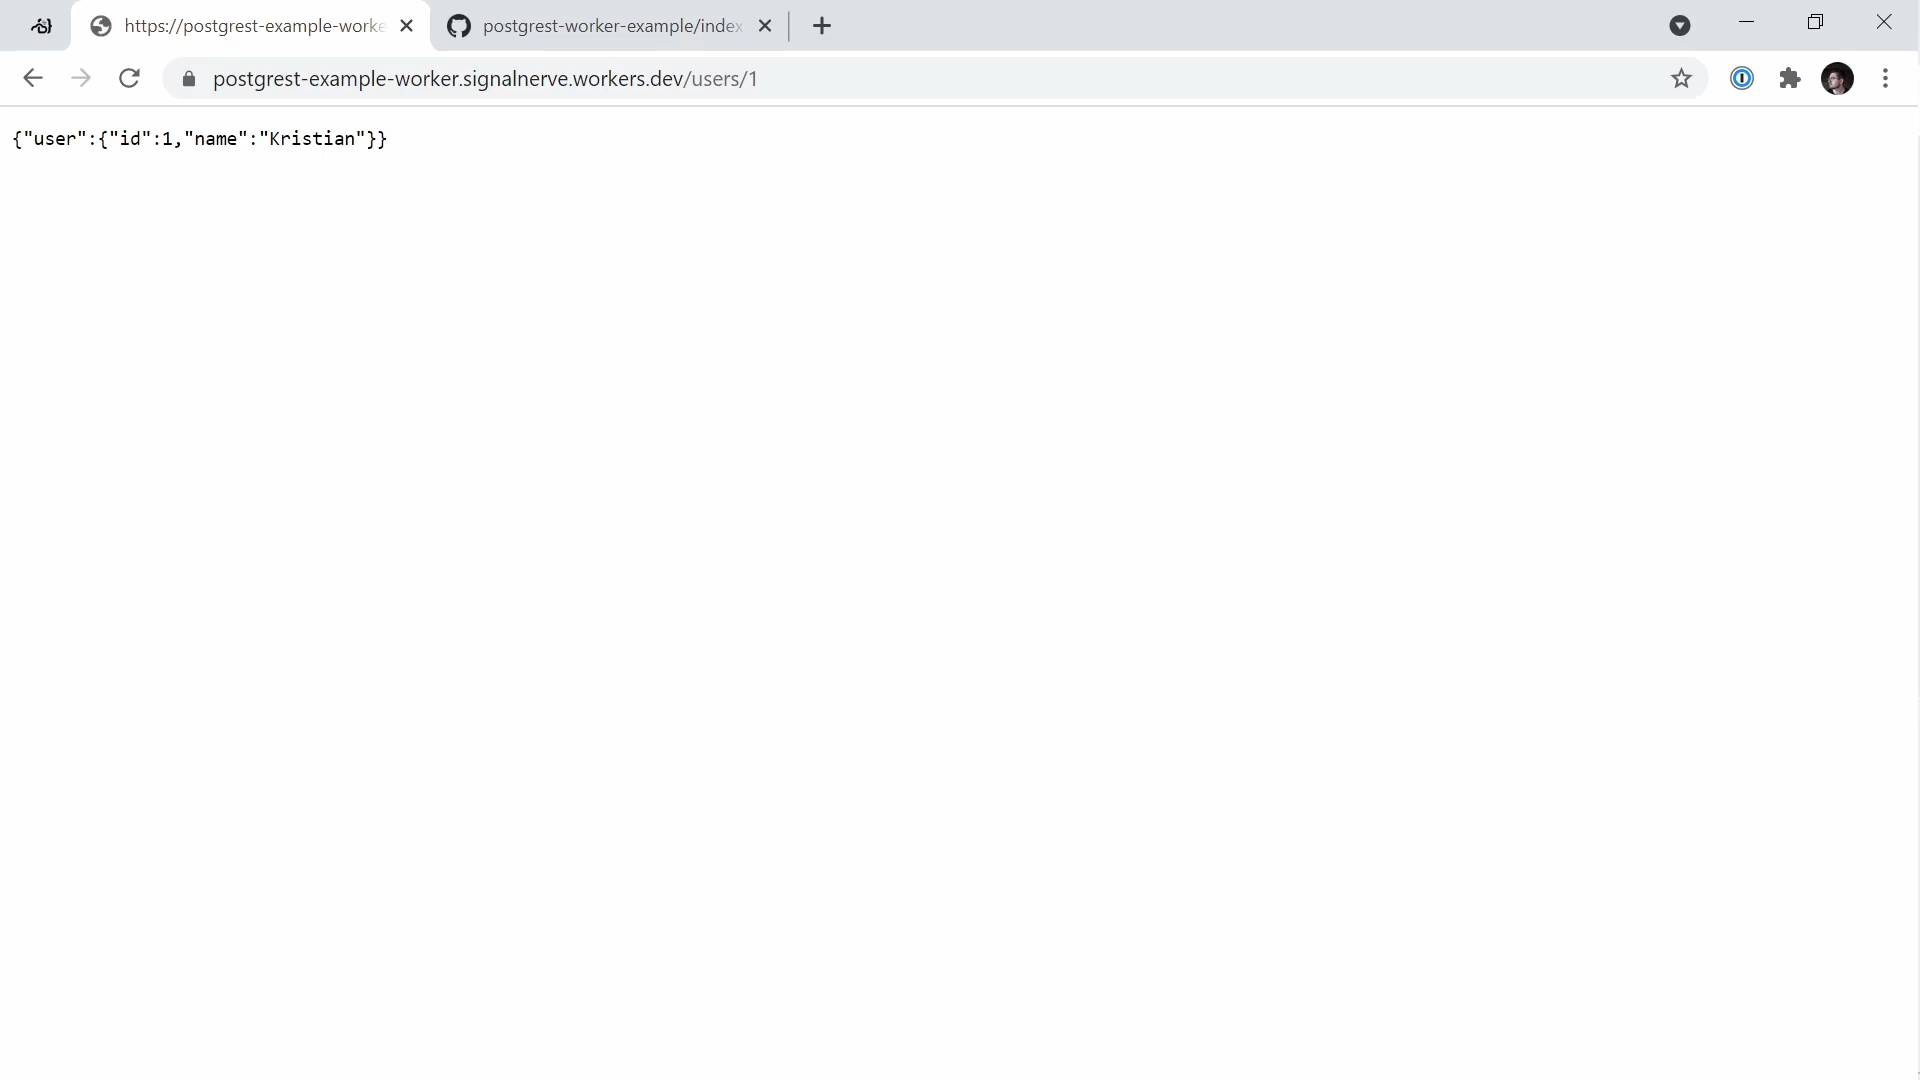 https://postgrest-example-worke
postgrest-worker-example/index
postgrest-example-worker.signalnerve.workers.dev/users/1
{"user":{"id":1,"name":"Kristian"}}